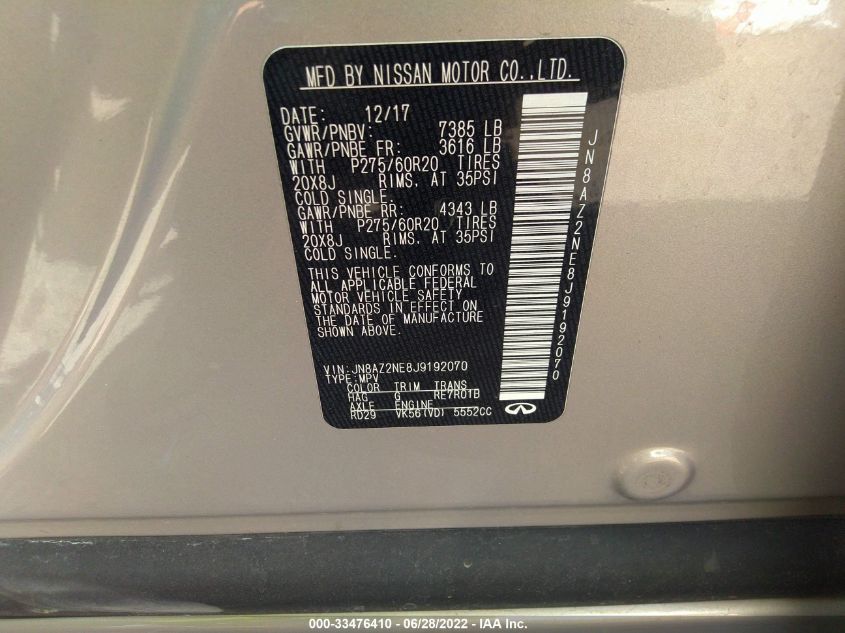 MFD BY NISSAN MOTOR CO.,LTD.
DATE: 12/17
GVWR/PNBV: 7385 LB
GAWR/PNBE FR: 3616 LB
WITH P275/60R20 TIRES
20X8J RIMS. AT 35PSI
COLD SINGLE.
GAWR/PNBE RR: 4343 LB
WITH P275/60R20 TIRES
20X8J RIMS. AT 35PSI
COLD SINGLE.
THIS VEHICLE CONFORMS TO
ALL APPLICABLE FEDERAL
MOTOR VEHICLE SAFETY
STANDARDS IN EFFECT ON
THE DATE OF MANUFACTURE
SHOWN ABOVE.
VIN:JN8AZ2NE8J9192070
TYPE:MPV
COLOR TRIM TRANS
HAG G RE7R01B
AXLE ENGINE
RD29 VK56(VD) 5552CC
JN8AZ2NE8J9192070
000-33476410 - 06/28/2022 - IAA Inc.